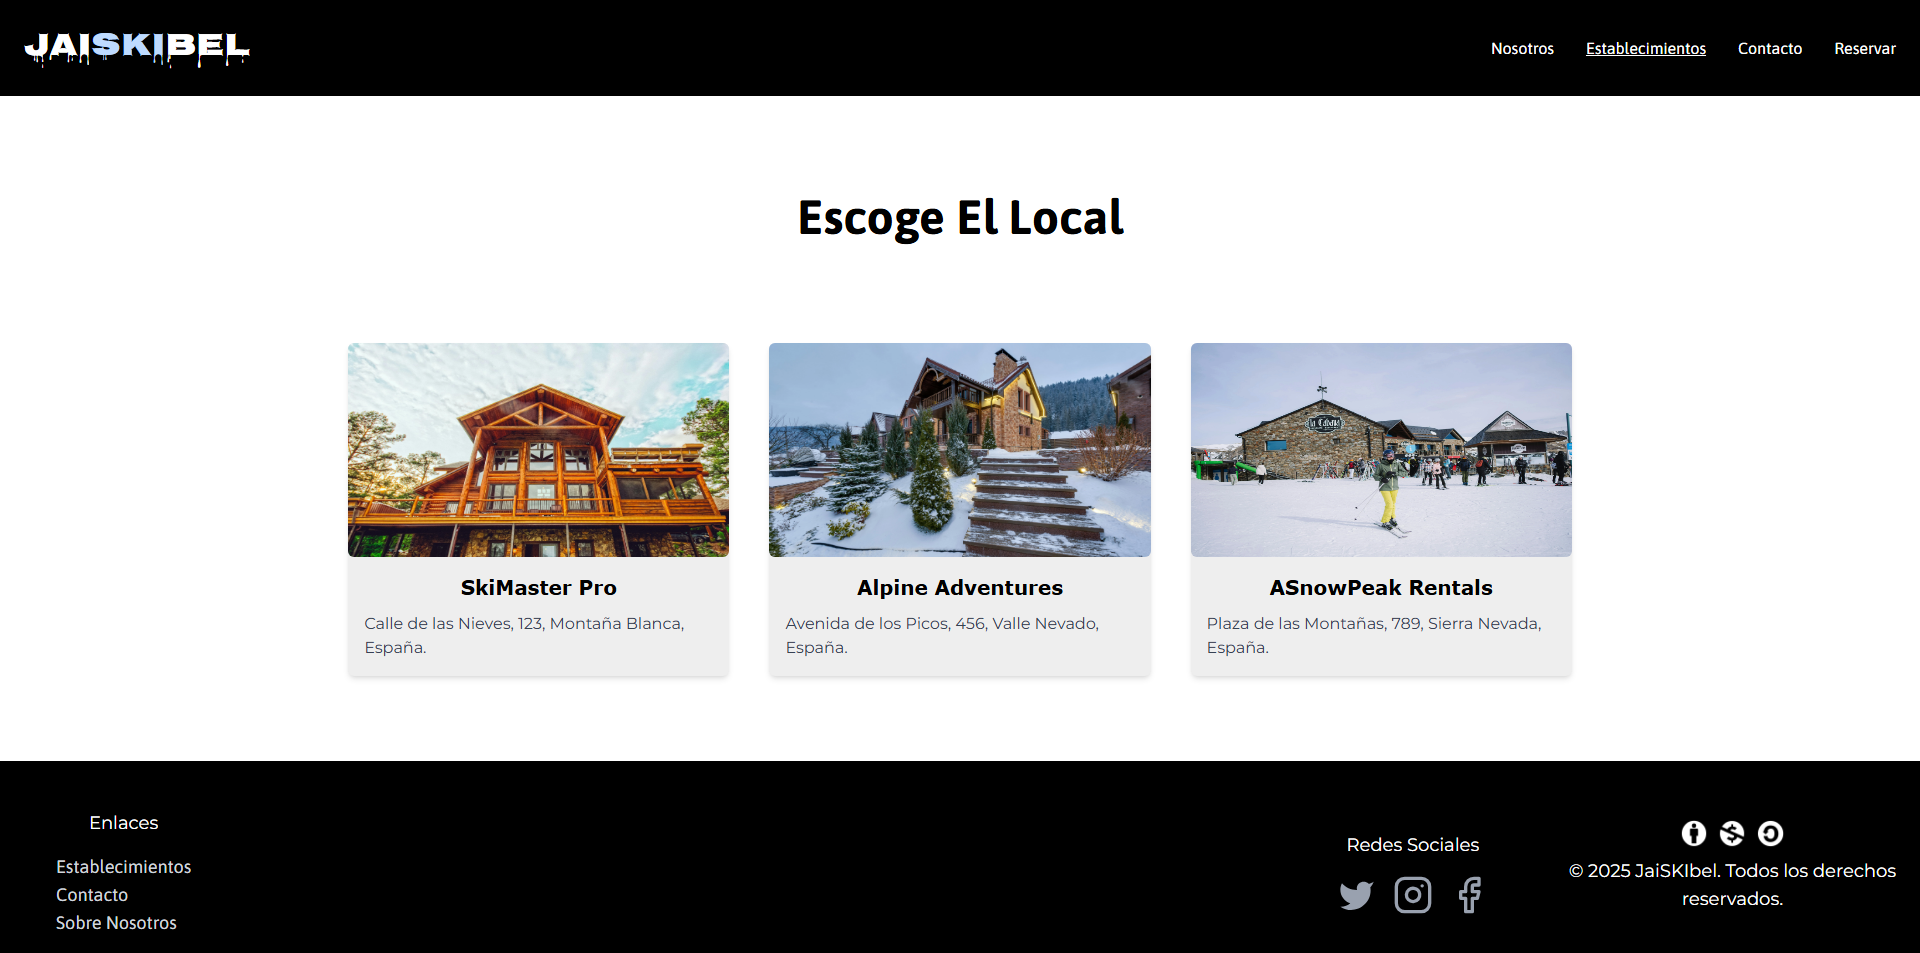 JAISKIBEL
Nosotros
Establecimientos
Contacto
Reservar
Escoge El Local
la Cabana
SkiMaster Pro
Calle de las Nieves, 123, Montaña Blanca,
España.
Alpine Adventures
Avenida de los Picos, 456, Valle Nevado,
España.
ASnowPeak Rentals
Plaza de las Montañas, 789, Sierra Nevada,
España.
Enlaces
Establecimientos
Contacto
Sobre Nosotros
Redes Sociales
© 2025 JaiSKIbel. Todos los derechos
reservados.